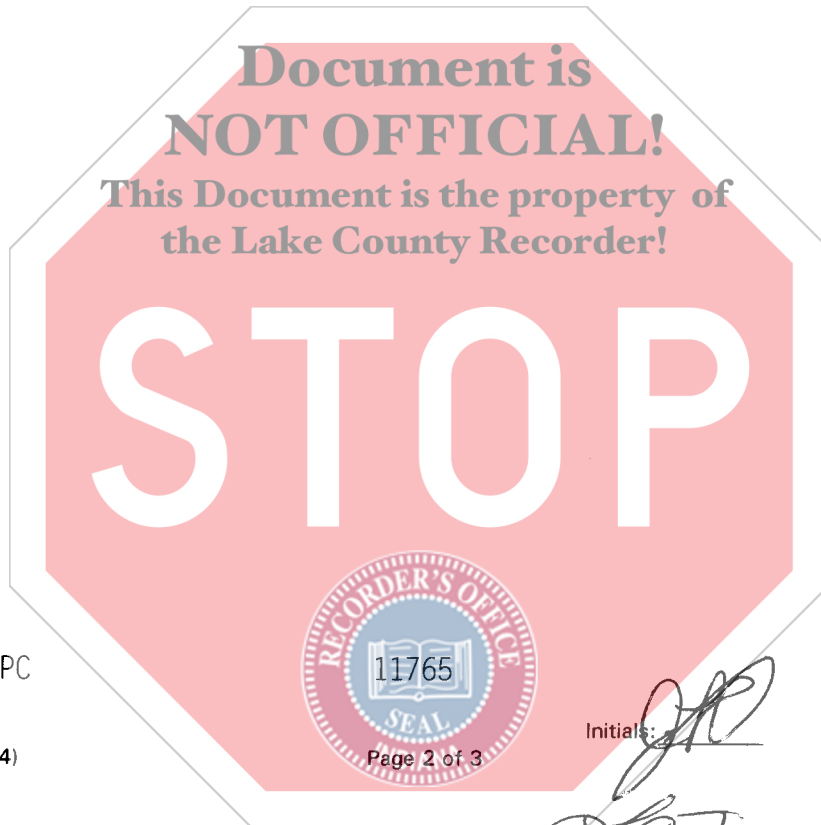 Document is
NOT OFFICIAL!
This Document is the property of
the Lake County Recorder!
STOP
RECORDER'S OFFICE
PC
11765
SEAL
Initials:
4)
Page 2 of 3
INDIANA